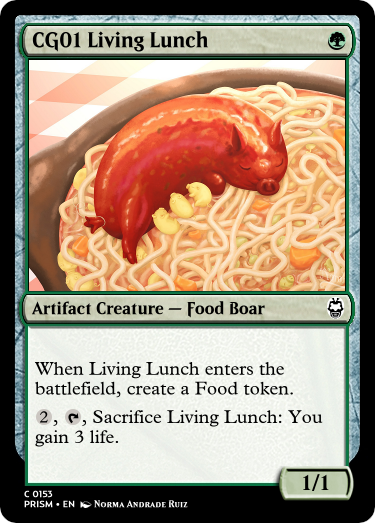 CG01 Living Lunch
Artifact Creature — Food Boar
When Living Lunch enters the
battlefield, create a Food token.
2, , Sacrifice Living Lunch: You
gain 3 life.
1/1
C 0153
PRISM • EN Norma Andrade Ruiz